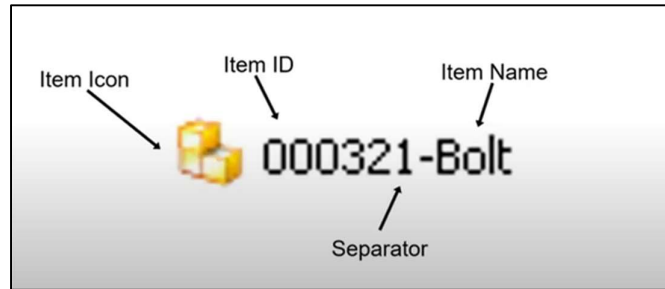 Item ID
Item Name
Item Icon
000321-Bolt
Separator